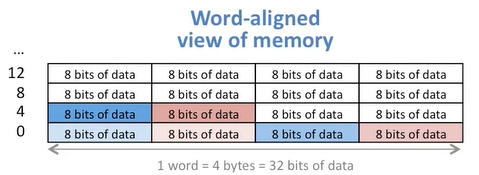 Word-aligned
view of memory
...
12 8 bits of data 8 bits of data 8 bits of data 8 bits of data
8 8 bits of data 8 bits of data 8 bits of data 8 bits of data
4 8 bits of data 8 bits of data 8 bits of data 8 bits of data
0 8 bits of data 8 bits of data 8 bits of data 8 bits of data
1 word = 4 bytes = 32 bits of data